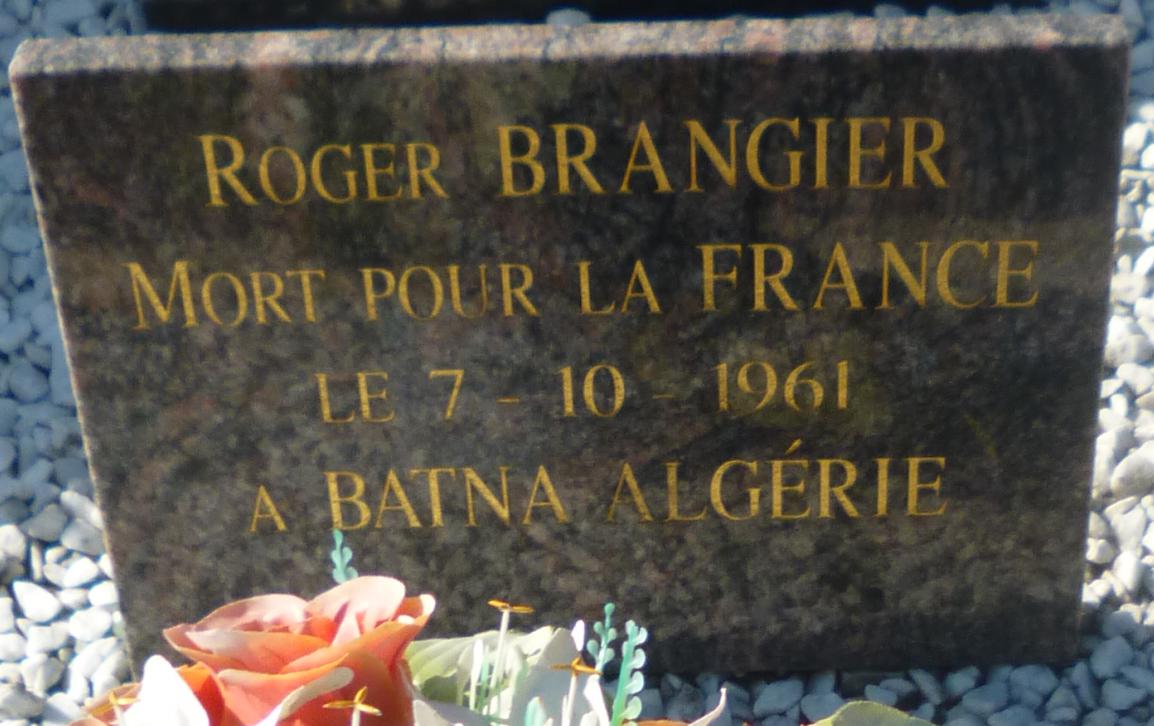 ROGER BRANGIER
MORT POUR LA FRANCE
LE 7 - 10 - 1961
A BATNA ALGÉRIE